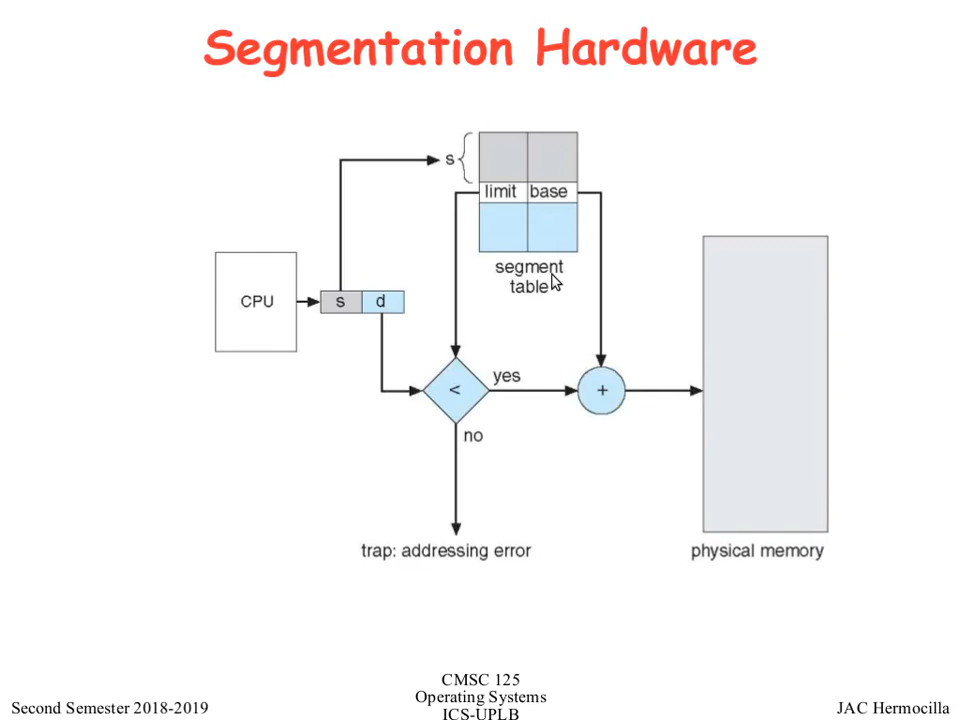 Segmentation Hardware
s
limit base
segment
table
CPU
s d
<
yes
+
no
trap: addressing error
physical memory
Second Semester 2018-2019
CMSC 125
Operating Systems
ICS-UPLB
JAC Hermocilla